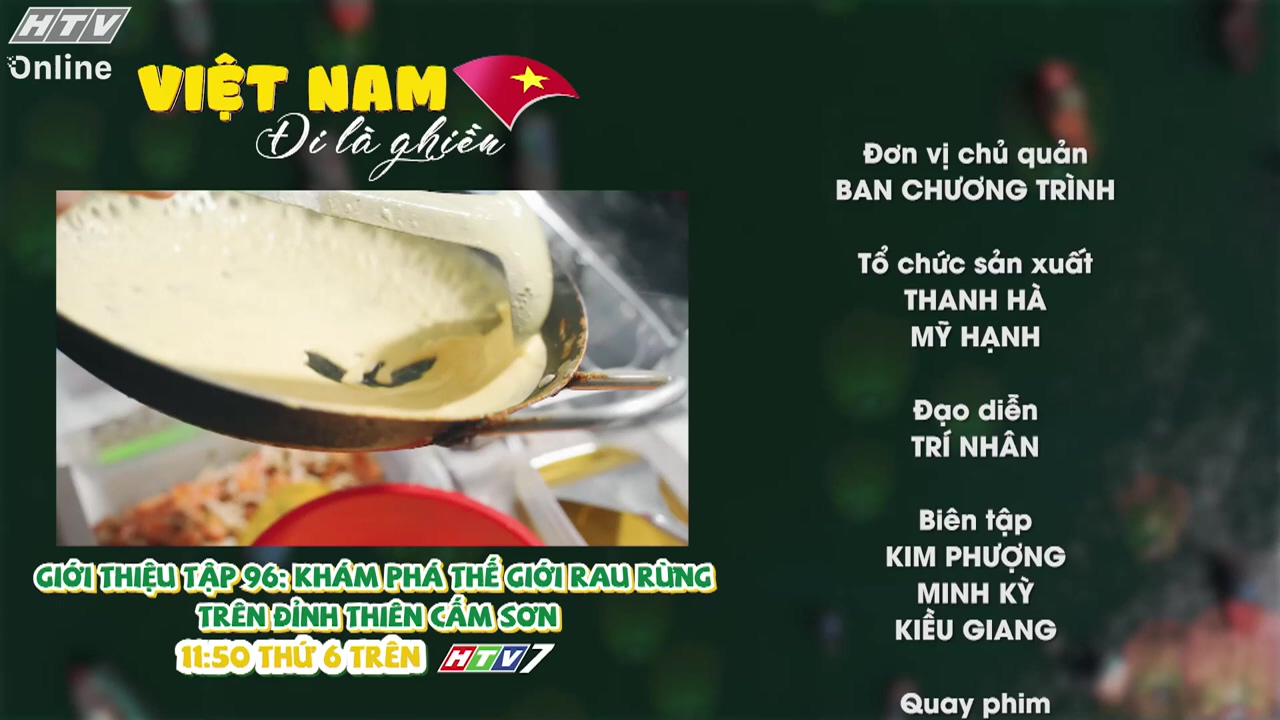 HTV
Online
VIỆT NAM
Đi là ghiền
GIỚI THIỆU TẬP 96: KHÁM PHÁ THẾ GIỚI RAU RỪNG
TRÊN ĐỈNH THIÊN CẤM SƠN
11:50 THỨ 6 TRÊN HTV7
Đơn vị chủ quản
BAN CHƯƠNG TRÌNH
Tổ chức sản xuất
THANH HÀ
MỸ HẠNH
Đạo diễn
TRÍ NHÂN
Biên tập
KIM PHƯỢNG
MINH KỲ
KIỀU GIANG
Quay phim